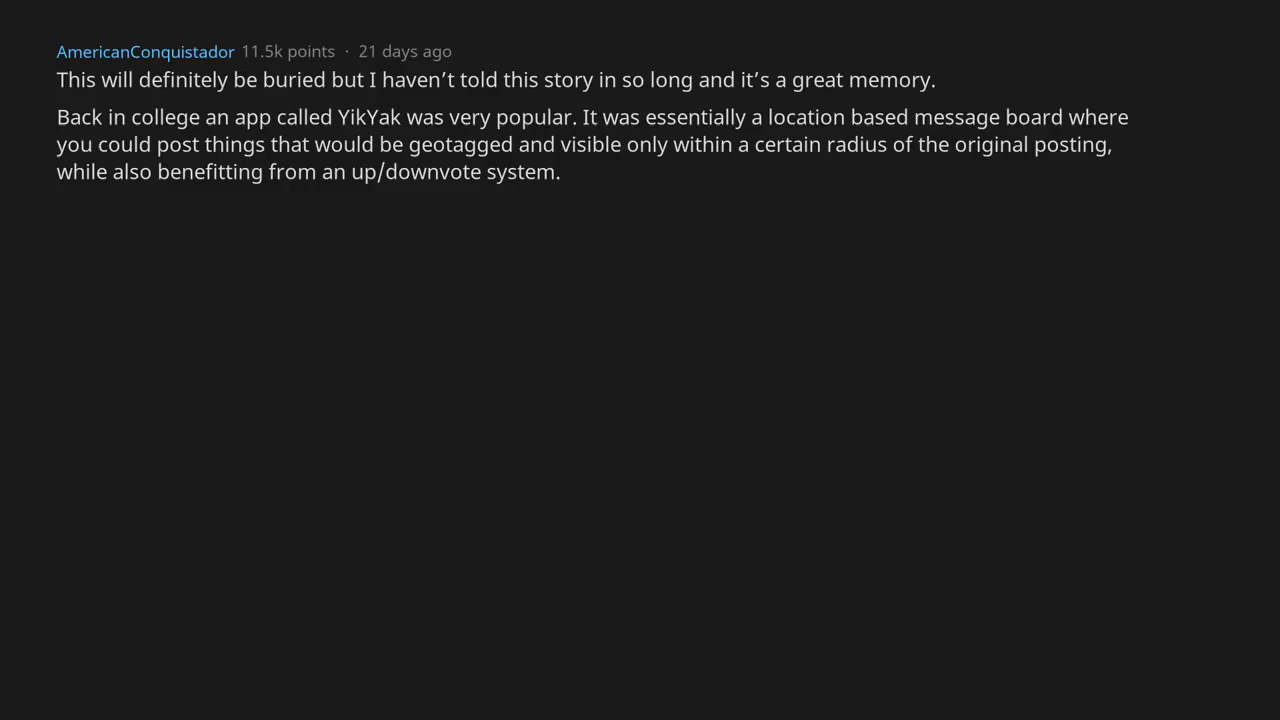 AmericanConquistador 11.5k points · 21 days ago
This will definitely be buried but I haven’t told this story in so long and it’s a great memory.
Back in college an app called YikYak was very popular. It was essentially a location based message board where
you could post things that would be geotagged and visible only within a certain radius of the original posting,
while also benefitting from an up/downvote system.